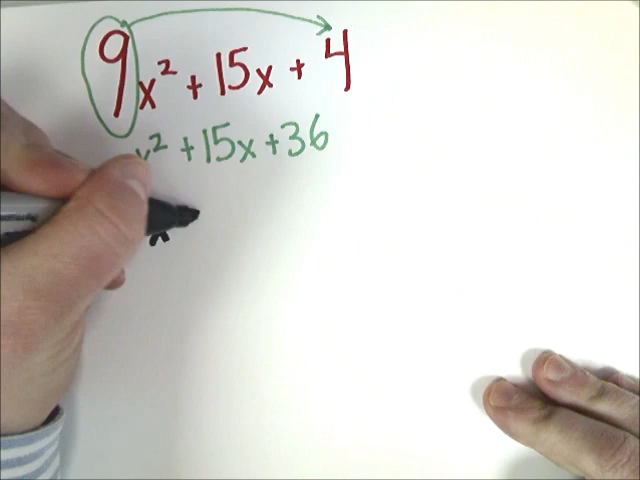 9x² + 15x + 4
x² + 15x + 36